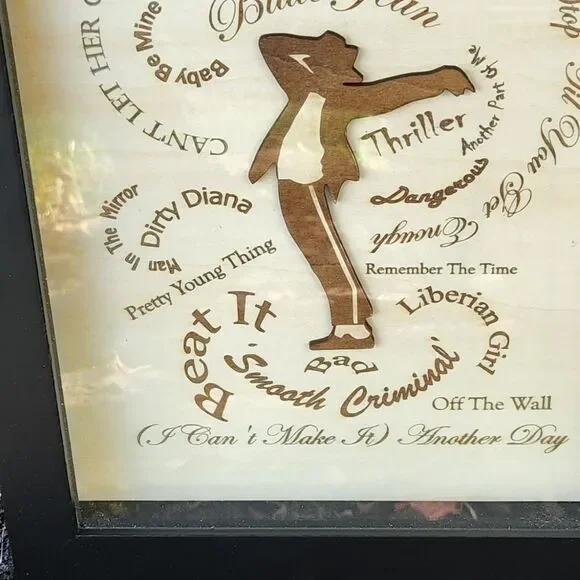 Billie Jean
Baby Be Mine
CAN'T LET HER
Stop 'Til You Get
Enough
Thriller
Another Part Of Me
Dangerous
Man In The Mirror
Dirty Diana
Pretty Young Thing
Remember The Time
Liberian Girl
Beat It
Bad
'Smooth Criminal'
Off The Wall
(I Can't Make It) Another Day